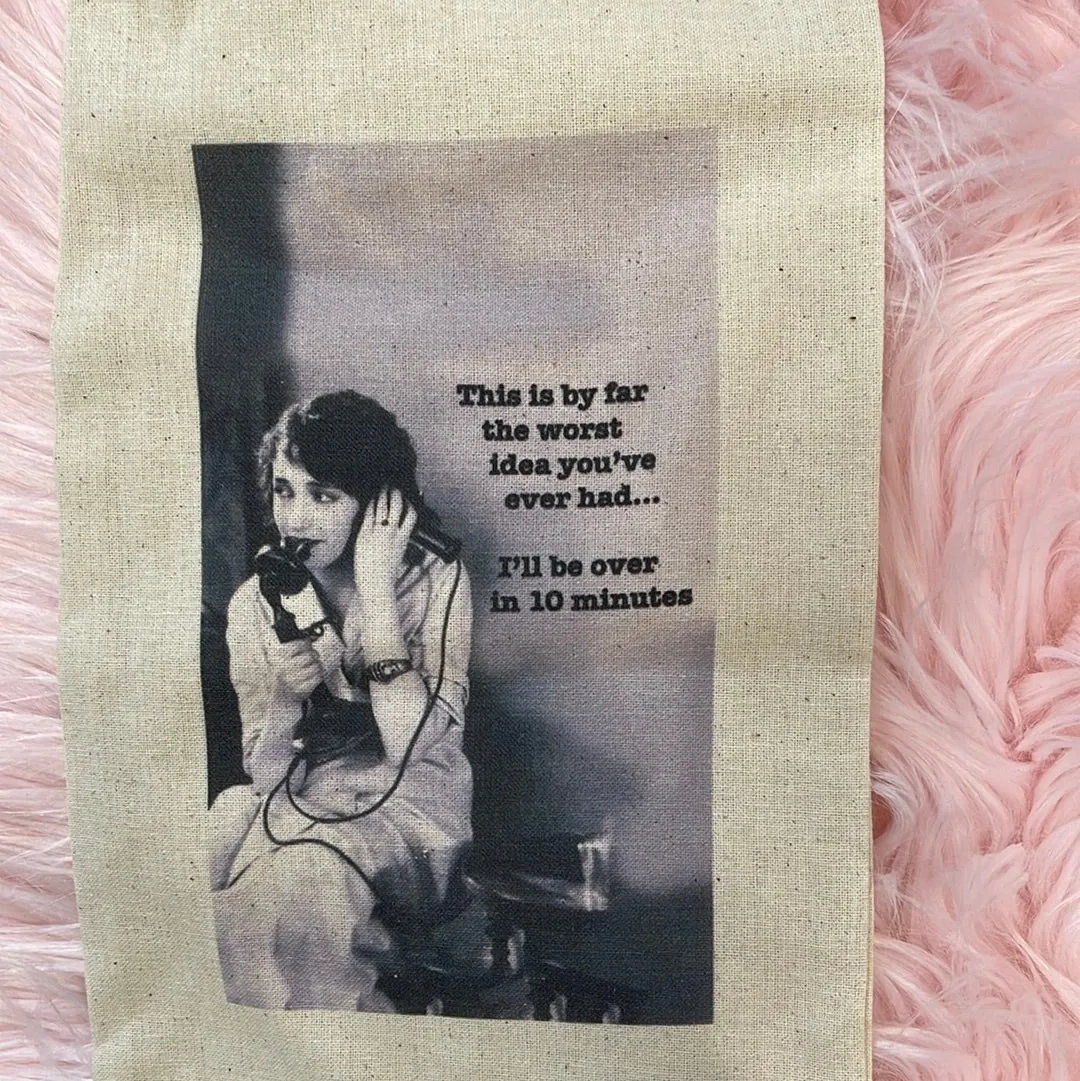 This is by far
the worst
idea you've
ever had...
I'll be over
in 10 minutes